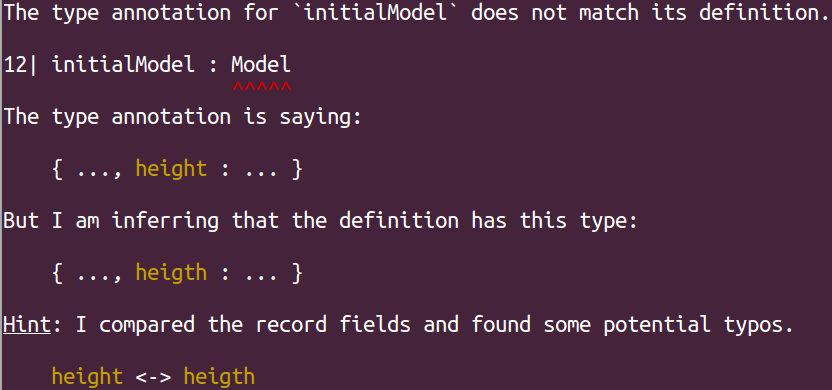 The type annotation for `initialModel` does not match its definition.
12| initialModel : Model
^^^^^
The type annotation is saying:
{ ..., height : ... }
But I am inferring that the definition has this type:
{ ..., heigth : ... }
Hint: I compared the record fields and found some potential typos.
height <-> heigth